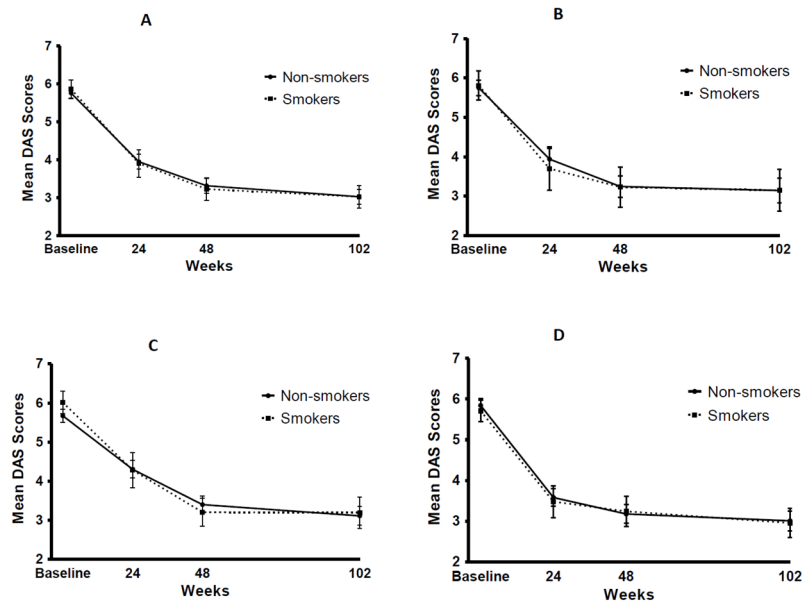 A
7
6
5
4
3
2
Mean DAS Scores
Non-smokers
Smokers
Baseline 24 48 102
Weeks
B
7
6
5
4
3
2
Mean DAS Scores
Non-smokers
Smokers
Baseline 24 48 102
Weeks
C
7
6
5
4
3
2
Mean DAS Scores
Non-smokers
Smokers
Baseline 24 48 102
Weeks
D
7
6
5
4
3
2
Mean DAS Scores
Non-smokers
Smokers
Baseline 24 48 102
Weeks